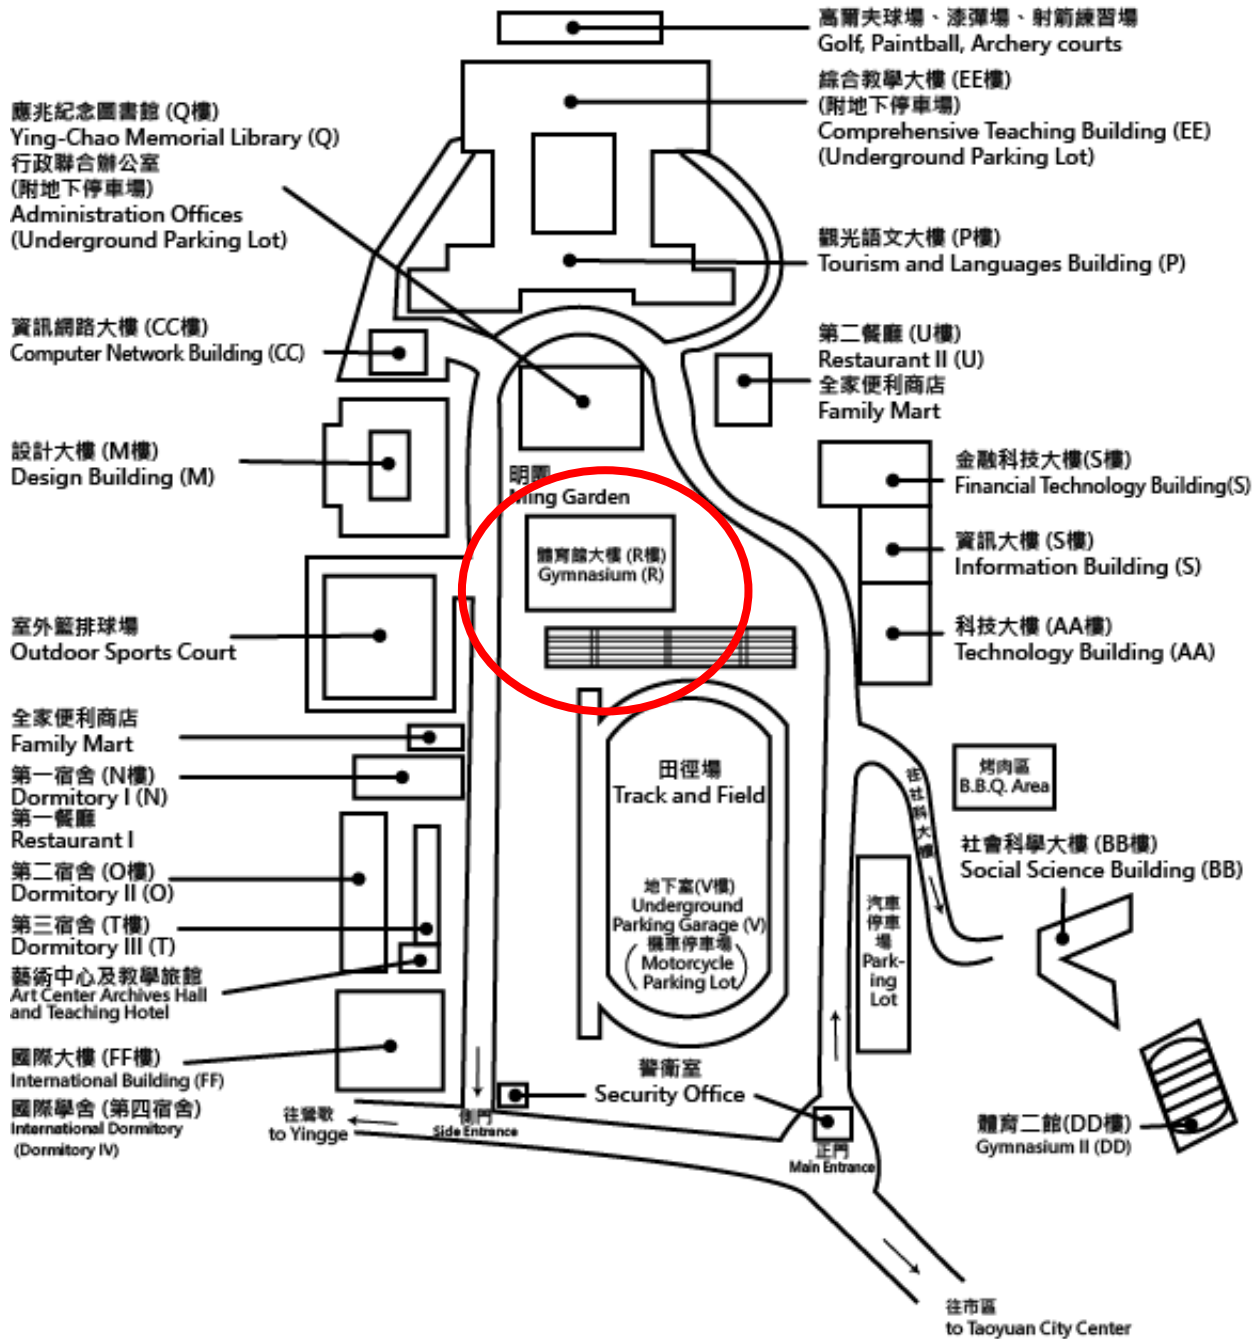 高爾夫球場、漆彈場、射箭練習場
Golf, Paintball, Archery courts
綜合教學大樓 (EE樓)
(附地下停車場)
Comprehensive Teaching Building (EE)
(Underground Parking Lot)
應兆紀念圖書館 (Q樓)
Ying-Chao Memorial Library (Q)
行政聯合辦公室
(附地下停車場)
Administration Offices
(Underground Parking Lot)
觀光語文大樓 (P樓)
Tourism and Languages Building (P)
資訊網路大樓 (CC樓)
Computer Network Building (CC)
第二餐廳 (U樓)
Restaurant II (U)
全家便利商店
Family Mart
設計大樓 (M樓)
Design Building (M)
明園
Ming Garden
金融科技大樓(S樓)
Financial Technology Building(S)
體育館大樓 (R樓)
Gymnasium (R)
資訊大樓 (S樓)
Information Building (S)
室外籃排球場
Outdoor Sports Court
科技大樓 (AA樓)
Technology Building (AA)
全家便利商店
Family Mart
第一宿舍 (N樓)
Dormitory I (N)
第一餐廳
Restaurant I
第二宿舍 (O樓)
Dormitory II (O)
第三宿舍 (T樓)
Dormitory III (T)
藝術中心及教學旅館
Art Center Archives Hall
and Teaching Hotel
國際大樓 (FF樓)
International Building (FF)
國際學舍 (第四宿舍)
International Dormitory
(Dormitory IV)
田徑場
Track and Field
地下室(V樓)
Underground
Parking Garage (V)
(機車停車場
Motorcycle
Parking Lot)
往社科大樓
烤肉區
B.B.Q. Area
社會科學大樓 (BB樓)
Social Science Building (BB)
汽車
停車
場
Park-
ing
Lot
警衛室
Security Office
往鶯歌
to Yingge
側門
Side Entrance
正門
Main Entrance
體育二館(DD樓)
Gymnasium II (DD)
往市區
to Taoyuan City Center